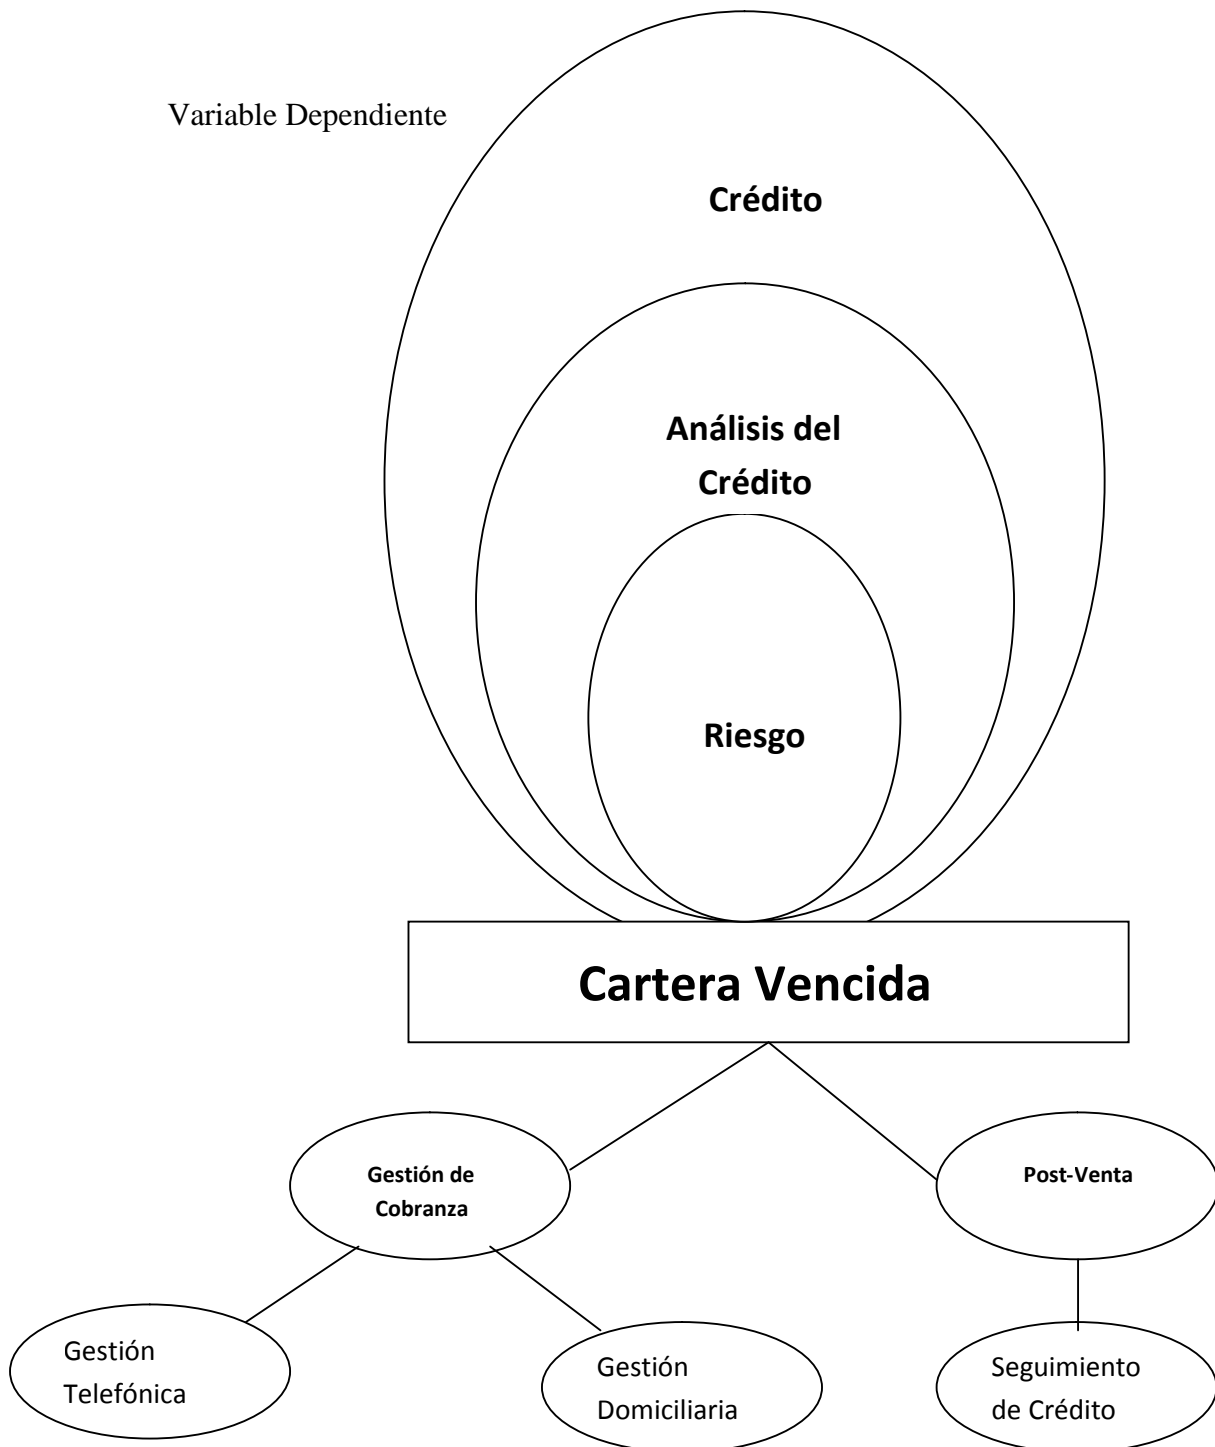 Variable Dependiente
Crédito
Análisis del
Crédito
Riesgo
Cartera Vencida
Gestión de
Cobranza
Post-Venta
Gestión
Telefónica
Gestión
Domiciliaria
Seguimiento
de Crédito